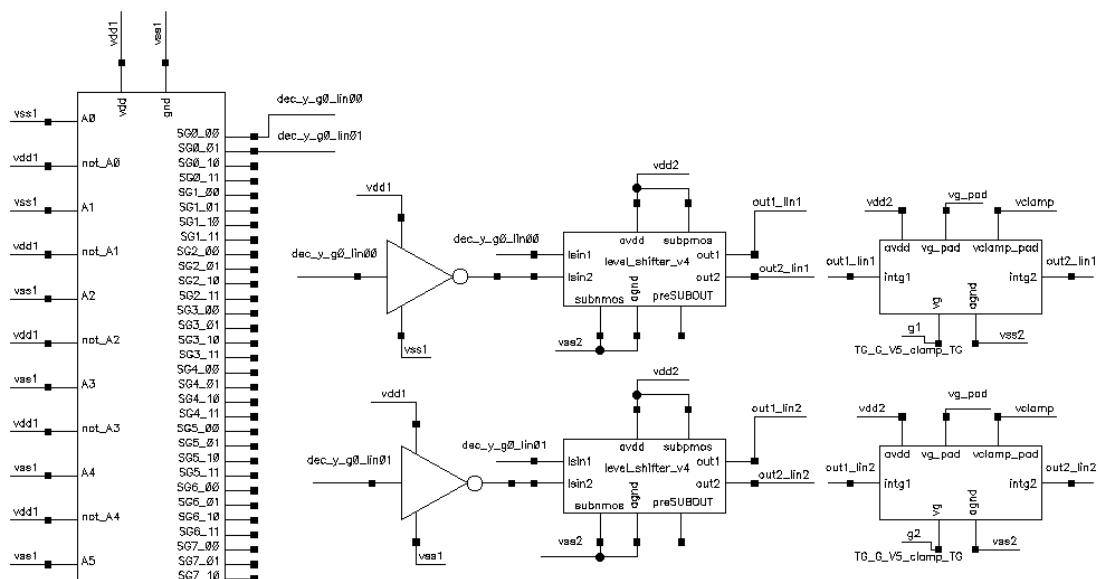 vdd1
vss1
vdd
gnd
vss1 A0
vdd1 not_A0
vss1 A1
vdd1 not_A1
vss1 A2
vdd1 not_A2
vss1 A3
vdd1 not_A3
vss1 A4
vdd1 not_A4
vss1 A5
SG0_00
SG0_01
SG0_10
SG0_11
SG1_00
SG1_01
SG1_10
SG1_11
SG2_00
SG2_01
SG2_10
SG2_11
SG3_00
SG3_01
SG3_10
SG3_11
SG4_00
SG4_01
SG4_10
SG4_11
SG5_00
SG5_01
SG5_10
SG5_11
SG6_00
SG6_01
SG6_10
SG6_11
SG7_00
SG7_01
SG7_10
dec_y_g0_lin00
dec_y_g0_lin01
vdd1
dec_y_g0_lin00
vss1
dec_y_g0_lin00
vdd2
avdd subpmos
lsin1 out1
level_shifter_v4
lsin2 out2
subnmos agnd preSUBOUT
vss2
out1_lin1
out2_lin1
vdd2 vg_pad vclamp
avdd vg_pad vclamp_pad
out1_lin1 intg1 intg2 out2_lin1
vg agnd
g1 vss2
TG_G_V5_clamp_TG
vdd1
dec_y_g0_lin01
vss1
dec_y_g0_lin01
vdd2
avdd subpmos
lsin1 out1
level_shifter_v4
lsin2 out2
subnmos agnd preSUBOUT
vss2
out1_lin2
out2_lin2
vdd2 vg_pad vclamp
avdd vg_pad vclamp_pad
out1_lin2 intg1 intg2 out2_lin2
vg agnd
g2 vss2
TG_G_V5_clamp_TG